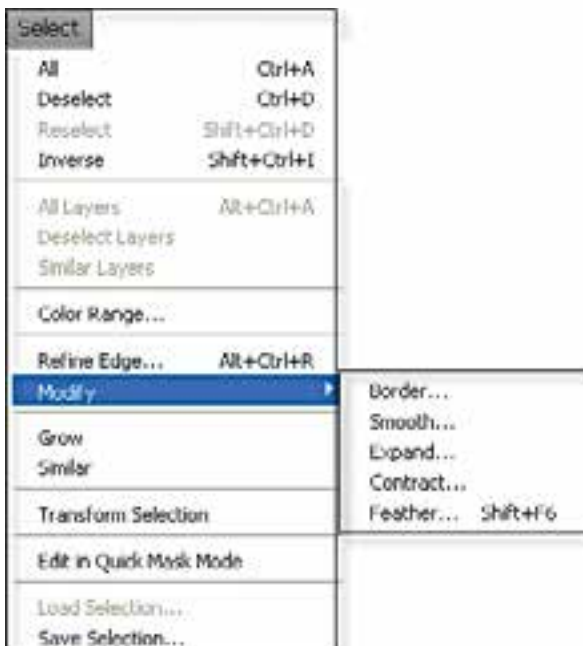 Select
All Ctrl+A
Deselect Ctrl+D
Reselect Shift+Ctrl+D
Inverse Shift+Ctrl+I
All Layers Alt+Ctrl+A
Deselect Layers
Similar Layers
Color Range...
Refine Edge... Alt+Ctrl+R
Modify
Border...
Smooth...
Expand...
Contract...
Feather... Shift+F6
Grow
Similar
Transform Selection
Edit in Quick Mask Mode
Load Selection...
Save Selection...